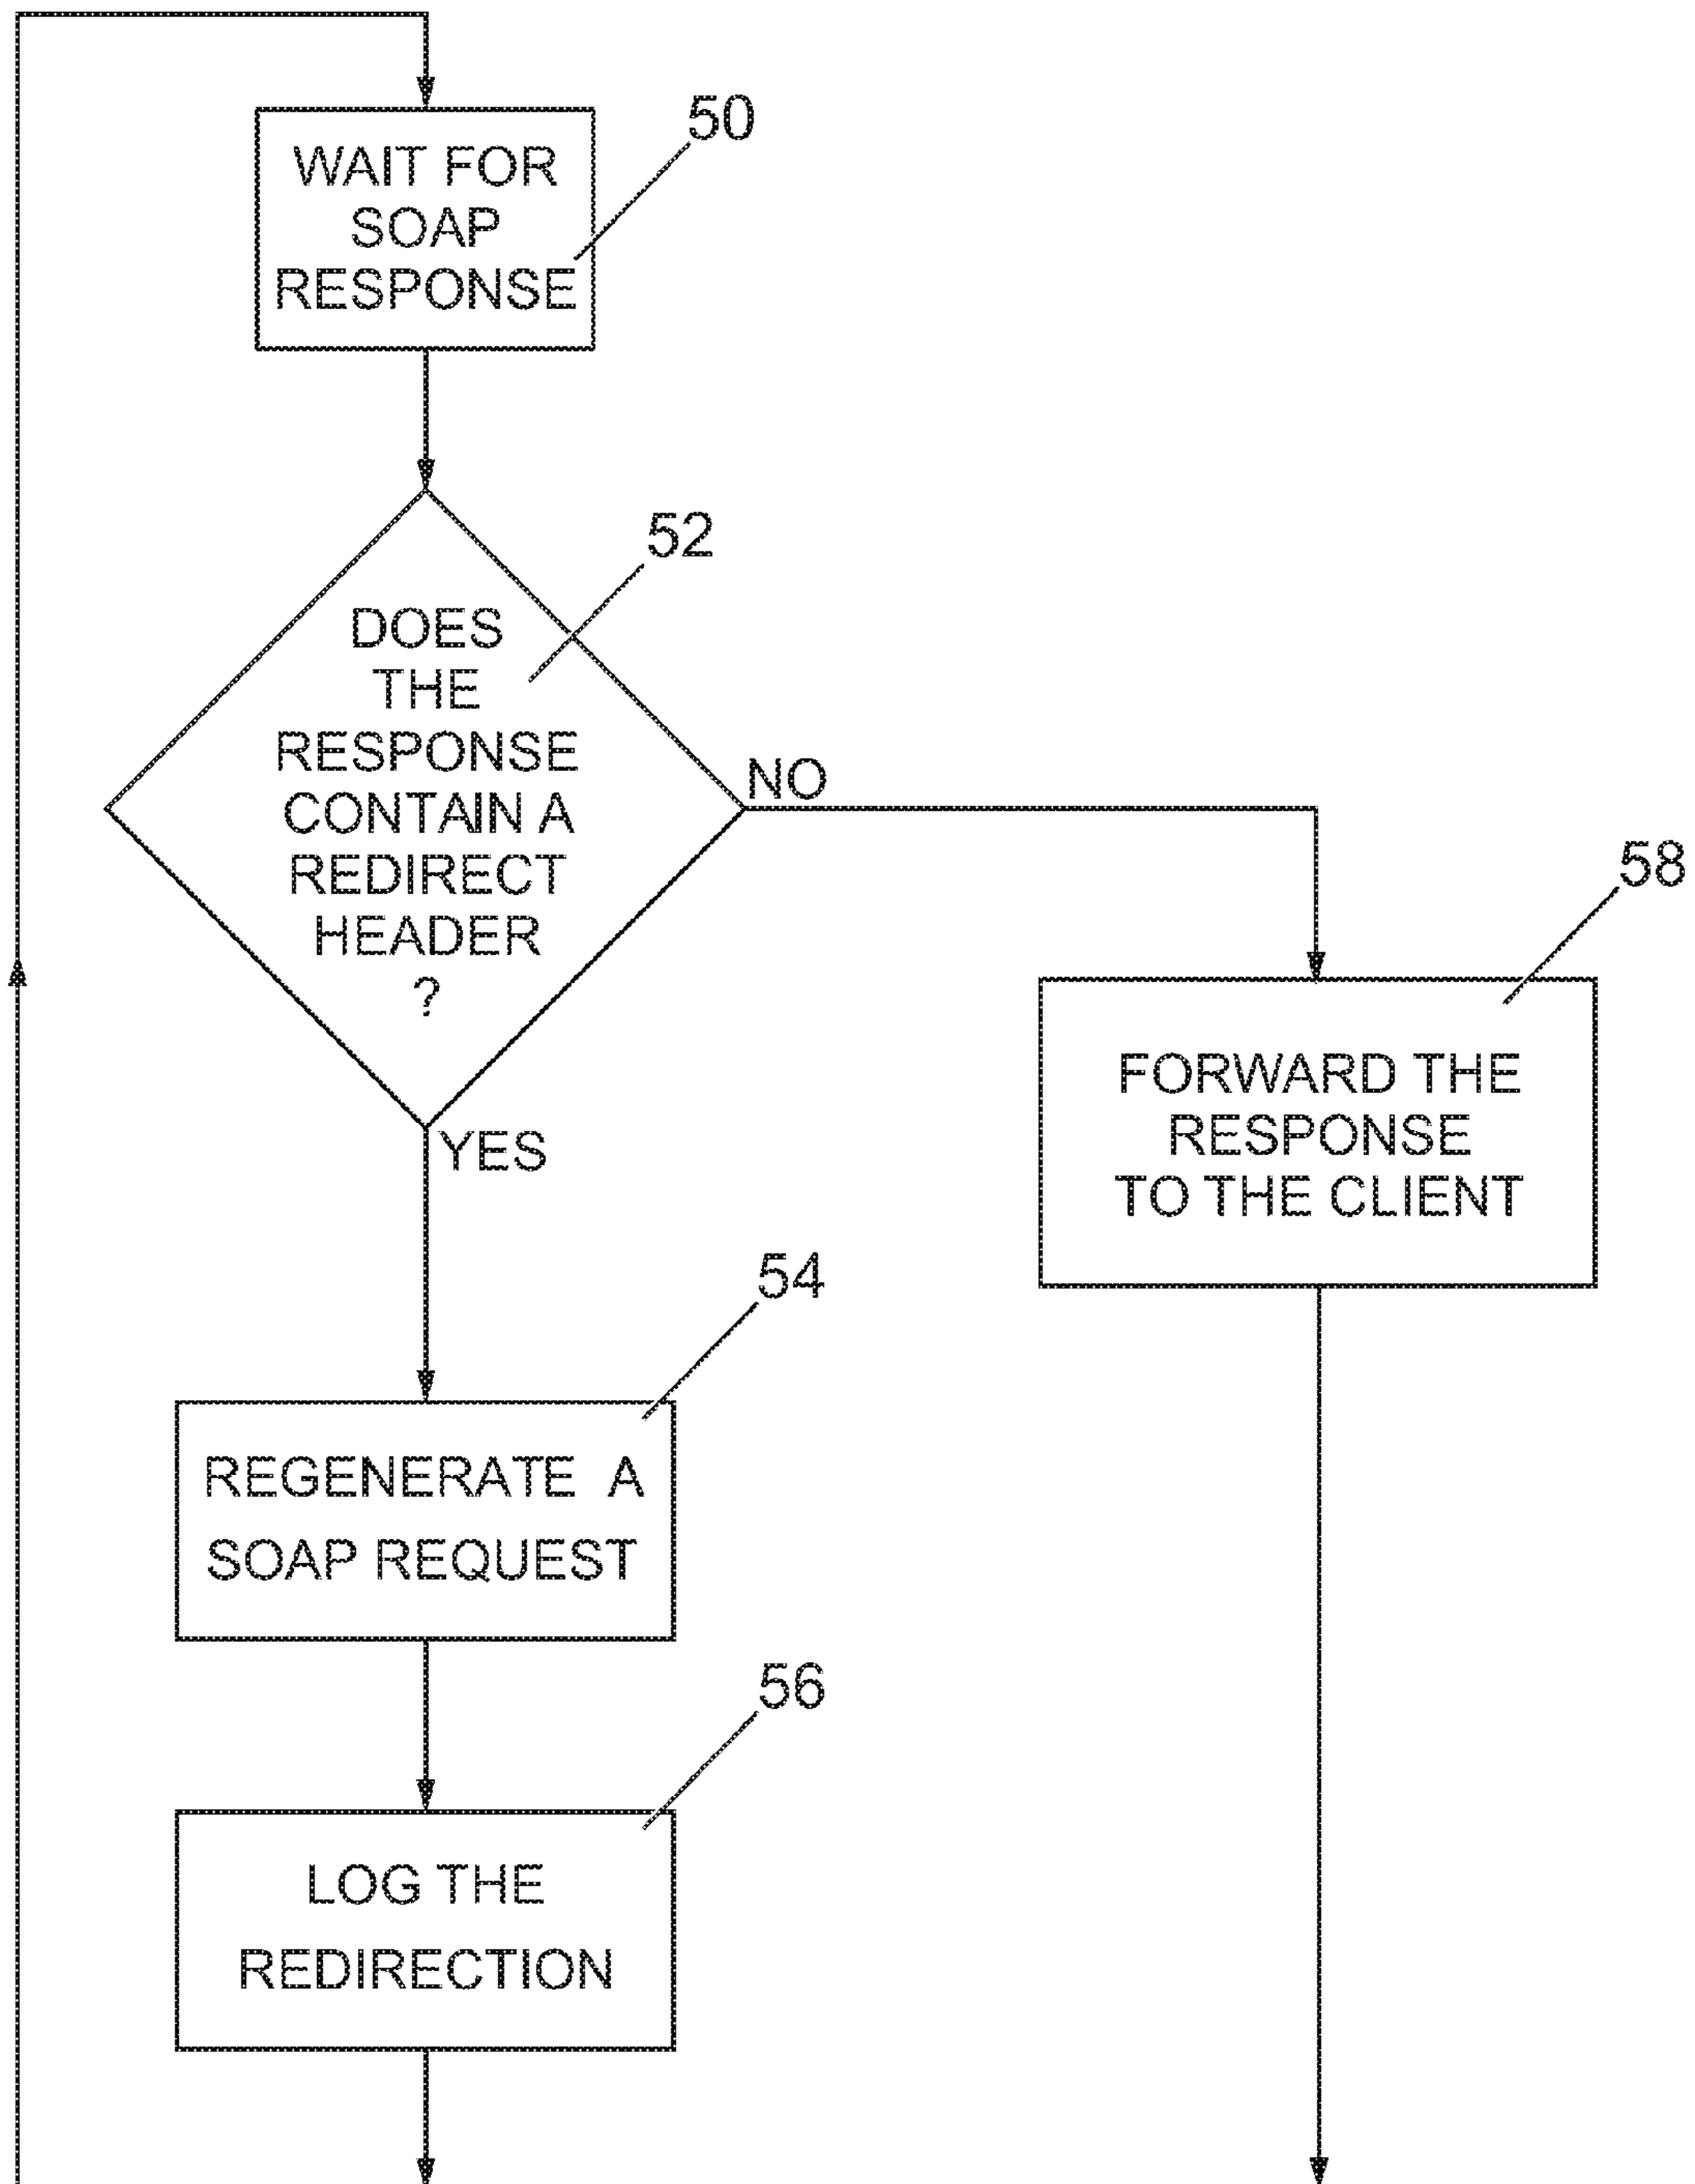 50
WAIT FOR
SOAP
RESPONSE
52
DOES
THE
RESPONSE
CONTAIN A
REDIRECT
HEADER
?
NO
YES
58
FORWARD THE
RESPONSE
TO THE CLIENT
54
REGENERATE A
SOAP REQUEST
56
LOG THE
REDIRECTION